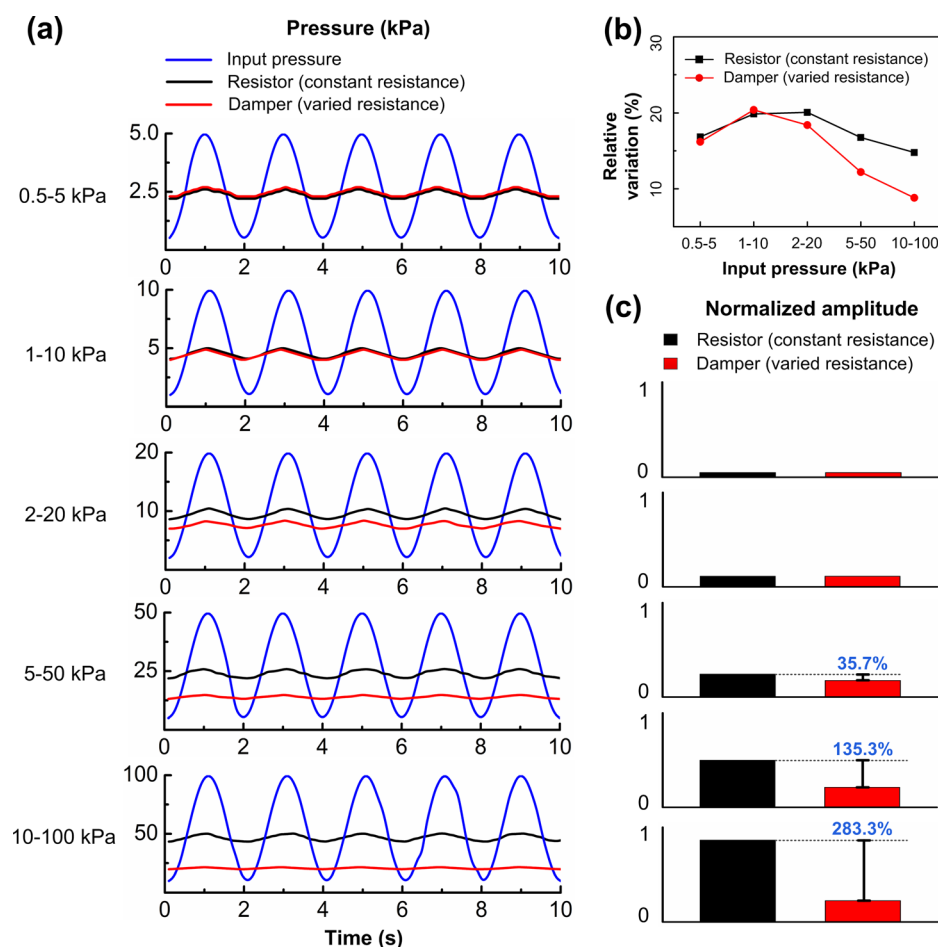 (a)
Pressure (kPa)
Input pressure
Resistor (constant resistance)
Damper (varied resistance)
0.5-5 kPa
5.0
2.5
0 2 4 6 8 10
1-10 kPa
10
5
0 2 4 6 8 10
2-20 kPa
20
10
0 2 4 6 8 10
5-50 kPa
50
25
0 2 4 6 8 10
10-100 kPa
100
50
0 2 4 6 8 10
Time (s)
(b)
Relative
variation (%)
30
20
10
Resistor (constant resistance)
Damper (varied resistance)
0.5-5 1-10 2-20 5-50 10-100
Input pressure (kPa)
(c)
Normalized amplitude
Resistor (constant resistance)
Damper (varied resistance)
1
0
1
0
1
35.7%
0
1
135.3%
0
1
283.3%
0